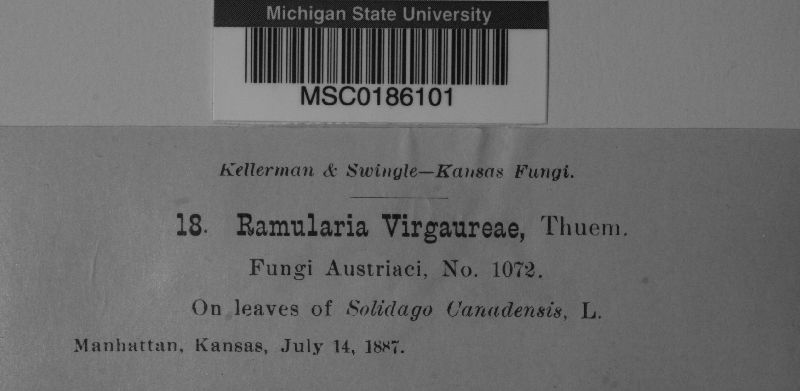 Michigan State University
MSC0186101
Kellerman & Swingle—Kansas Fungi.
18. Ramularia Virgaureae, Thuem.
Fungi Austriaci, No. 1072.
On leaves of Solidago Canadensis, L.
Manhattan, Kansas, July 14, 1887.